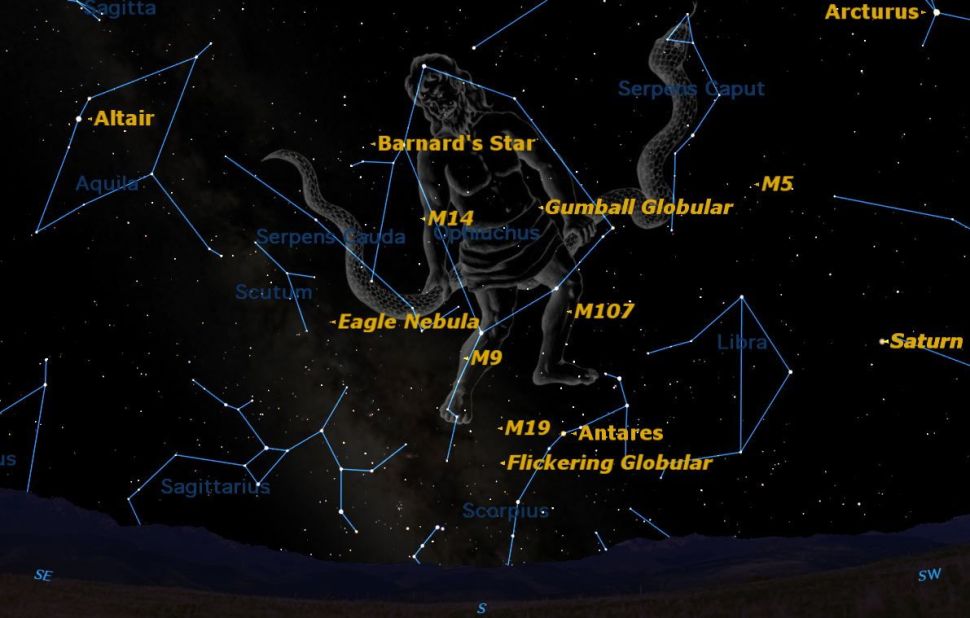 Sagitta
Arcturus
Serpens Caput
Altair
Barnard's Star
Aquila
M5
Gumball Globular
M14
Ophiuchus
Serpens Cauda
Scutum
M107
Eagle Nebula
Saturn
Libra
M9
M19
Antares
us
Flickering Globular
Sagittarius
Scorpius
SE
SW
S